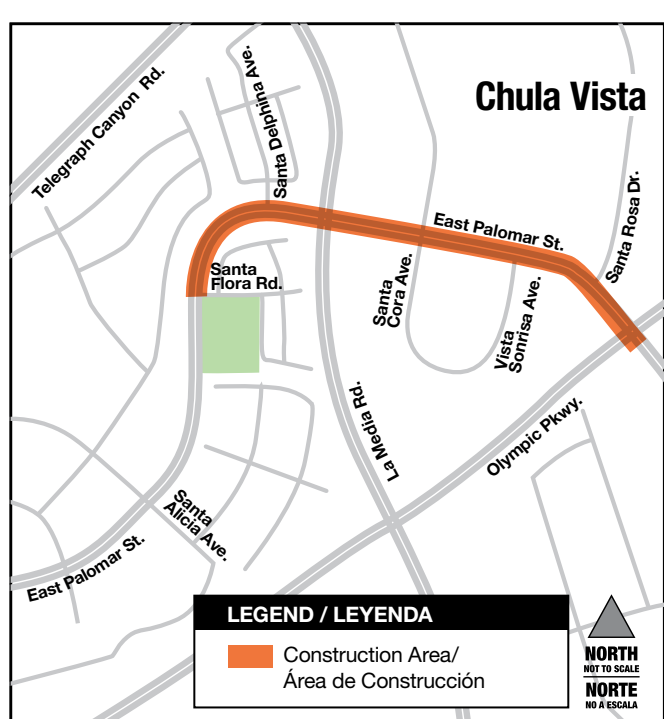 Chula Vista
Telegraph Canyon Rd.
Santa Delphina Ave.
East Palomar St.
Santa Rosa Dr.
Santa
Flora Rd.
Santa
Cora Ave.
Vista
Sonrisa Ave.
La Media Rd.
Olympic Pkwy.
Santa
Alicia Ave.
East Palomar St.
LEGEND / LEYENDA
Construction Area/
Área de Construcción
NORTH
NOT TO SCALE
NORTE
NO A ESCALA